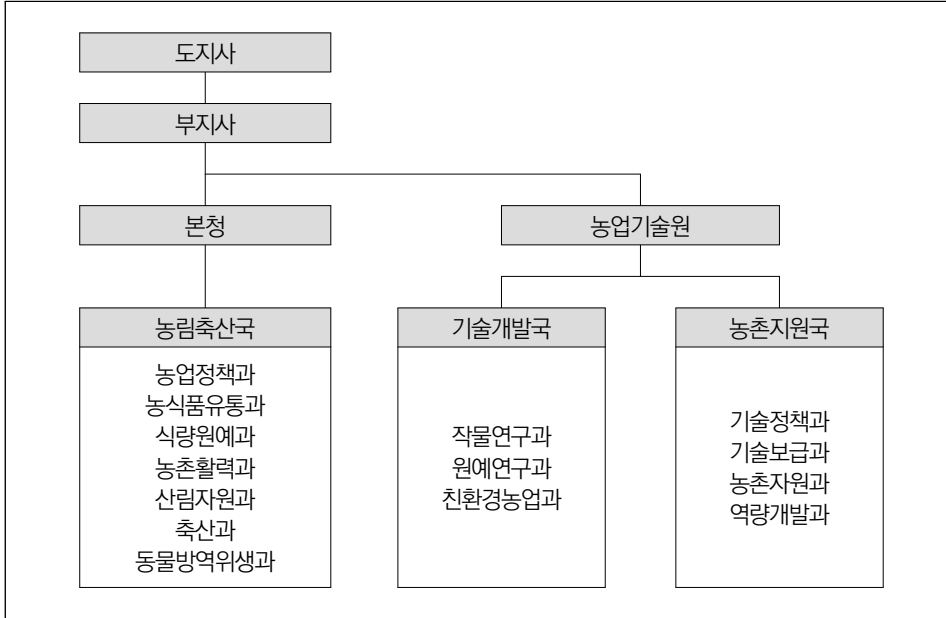 도지사
부지사
본청
농업기술원
농림축산국
농업정책과
농식품유통과
식량원예과
농촌활력과
산림자원과
축산과
동물방역위생과
기술개발국
작물연구과
원예연구과
친환경농업과
농촌지원국
기술정책과
기술보급과
농촌자원과
역량개발과